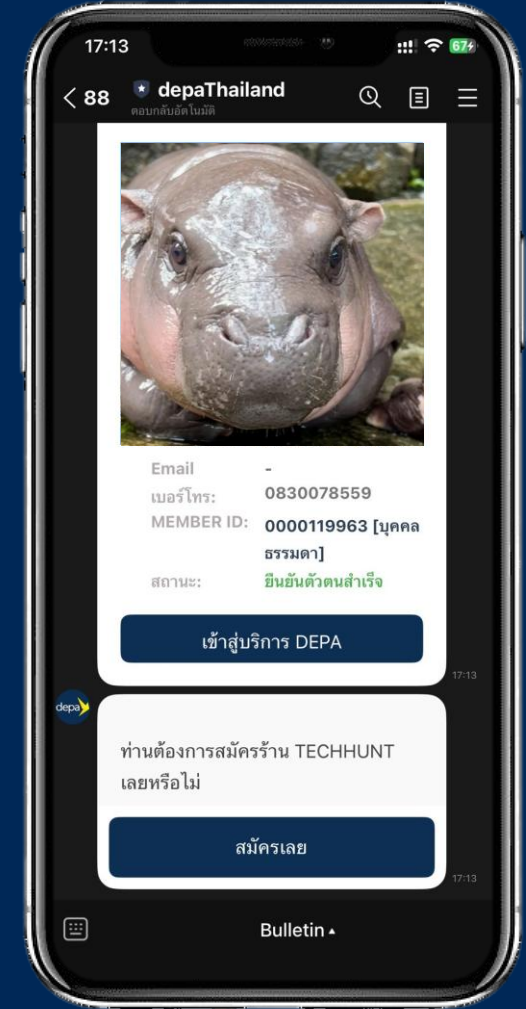 17:13
67
88
depaThailand
ตอบกลับอัตโนมัติ
Email -
เบอร์โทร: 0830078559
MEMBER ID: 0000119963 [บุคคล
ธรรมดา]
สถานะ: ยืนยันตัวตนสำเร็จ
เข้าสู่บริการ DEPA
17:13
depa
ท่านต้องการสมัครร้าน TECHHUNT
เลยหรือไม่
สมัครเลย
17:13
Bulletin